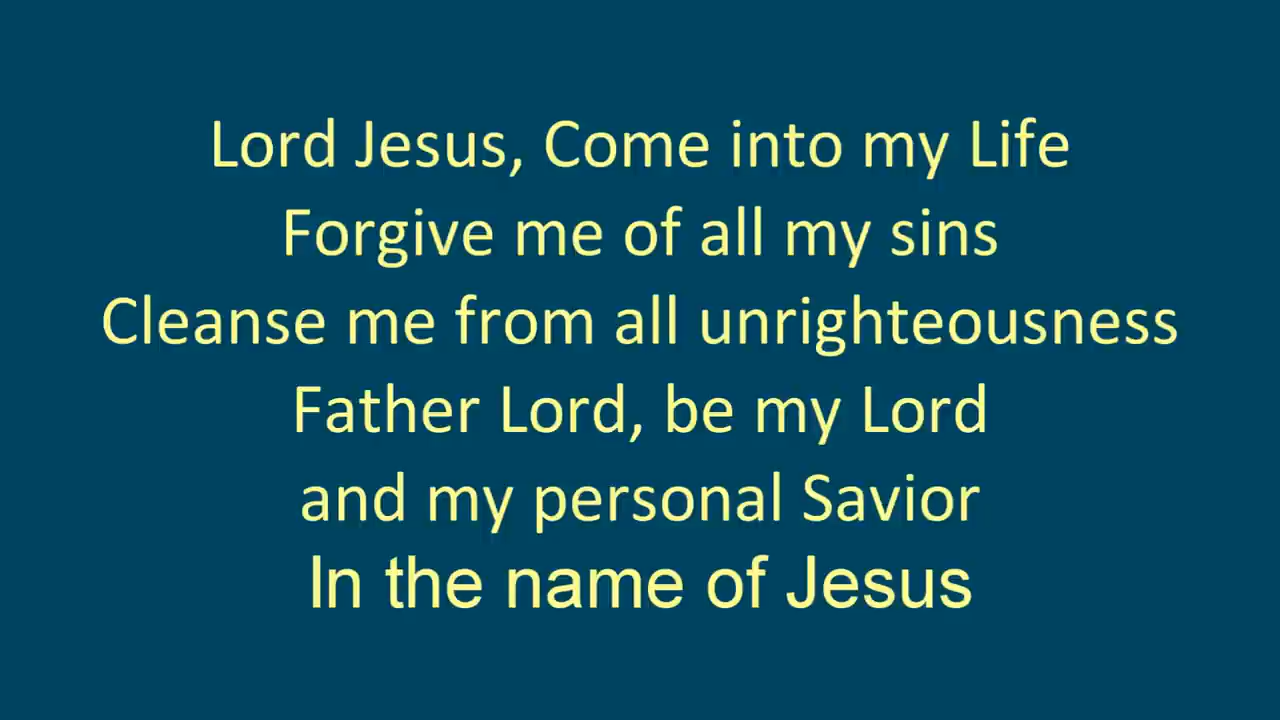 Lord Jesus, Come into my Life
Forgive me of all my sins
Cleanse me from all unrighteousness
Father Lord, be my Lord
and my personal Savior
In the name of Jesus